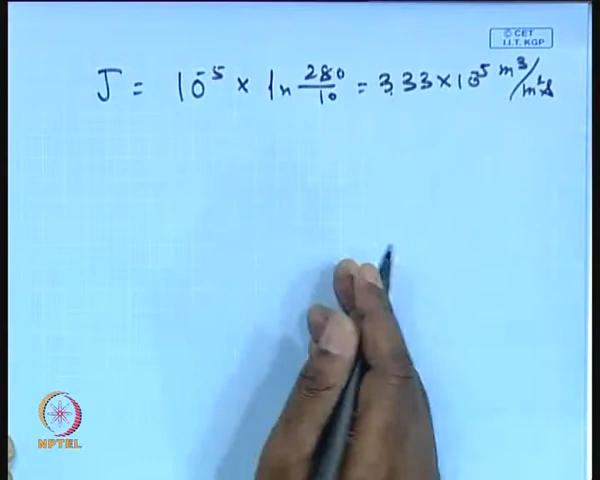 © CET
I.I.T. KGP
J = 10⁻⁵ × ln 280/10 = 3.33 × 10⁻⁵ m³/m²s
NPTEL